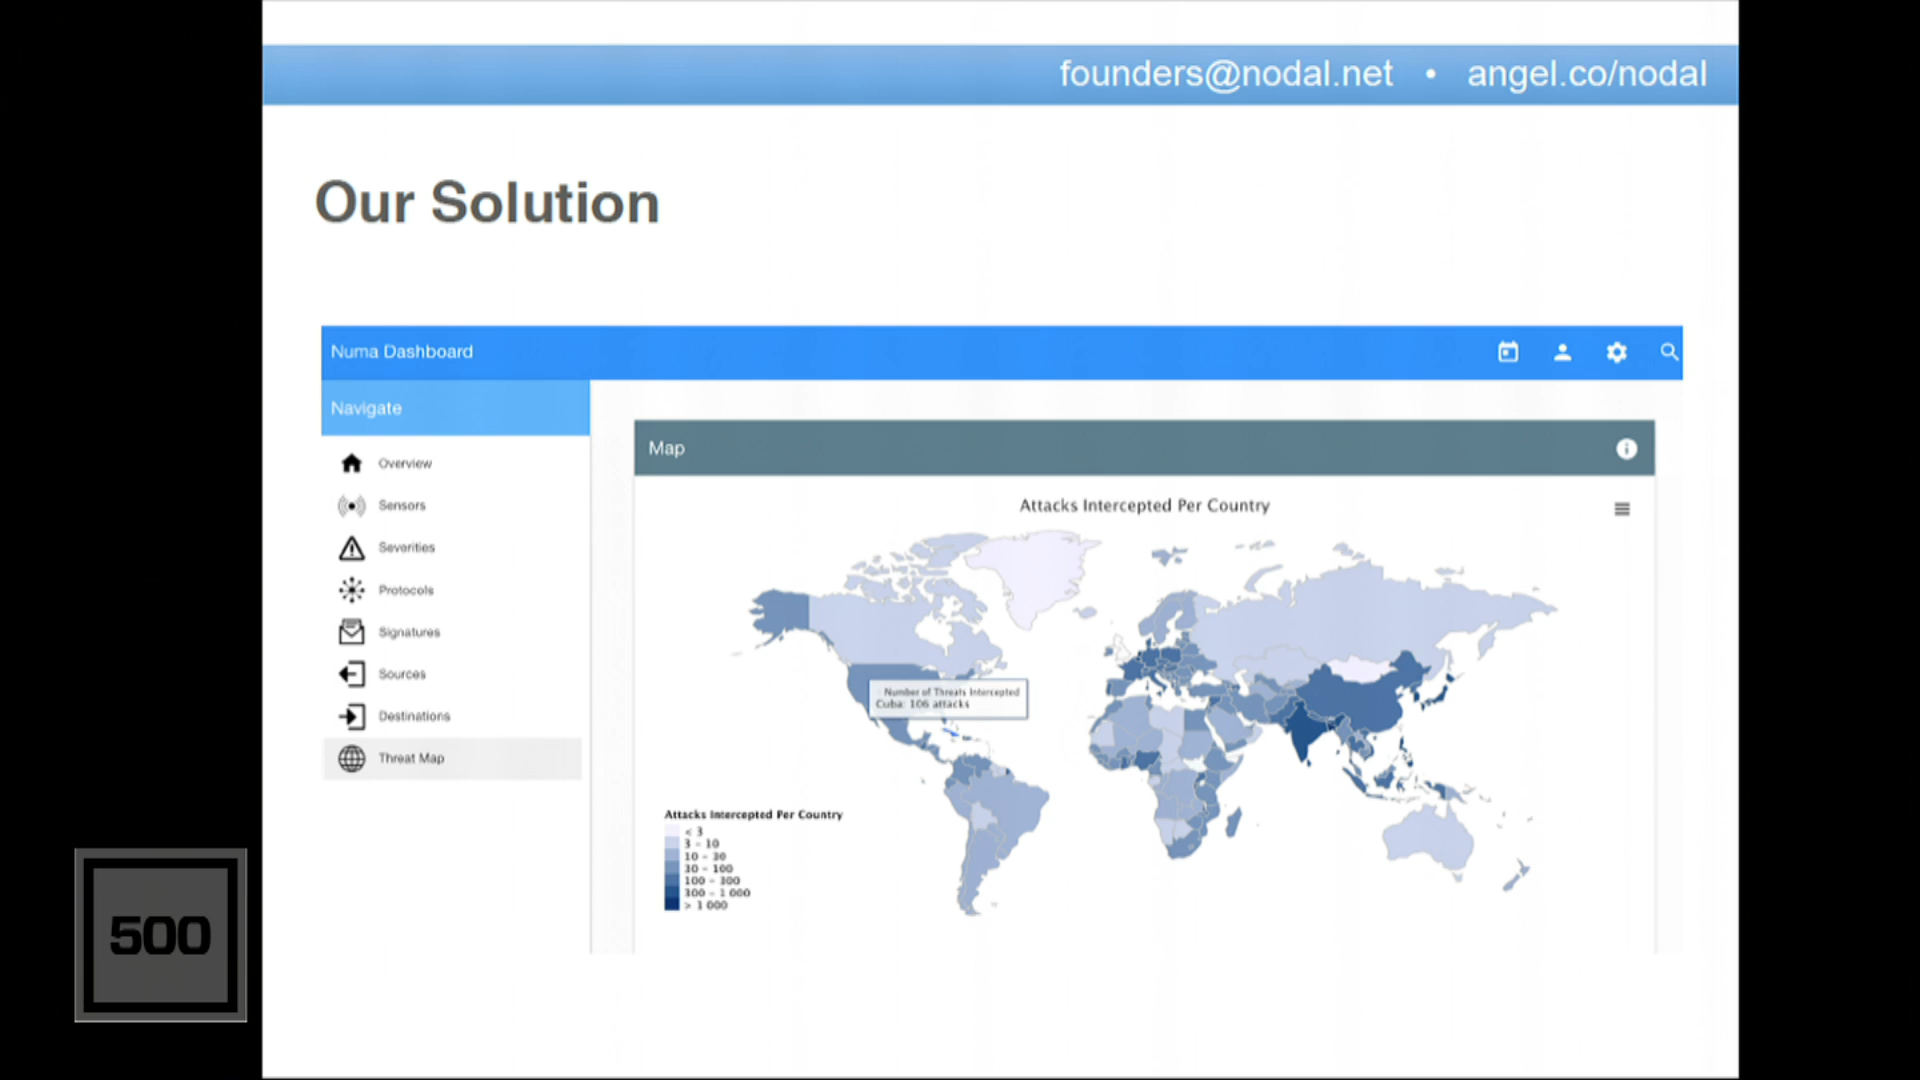 founders@nodal.net • angel.co/nodal
Our Solution
Numa Dashboard
Navigate
Overview
Sensors
Severities
Protocols
Signatures
Sources
Destinations
Threat Map
Map
Attacks Intercepted Per Country
Number of Threats Intercepted
Cuba: 106 attacks
Attacks Intercepted Per Country
< 3
3 - 10
10 - 30
30 - 100
100 - 300
300 - 1 000
> 1 000
500